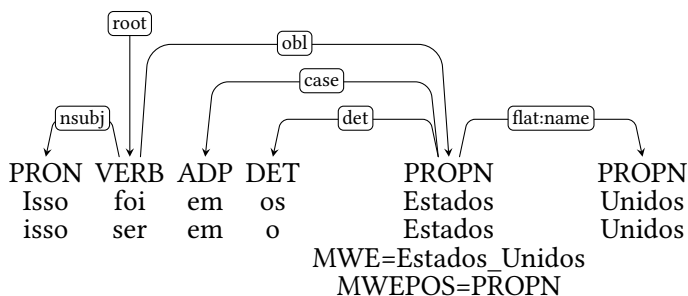 root
obl
case
nsubj det flat:name
PRON VERB ADP DET PROPN PROPN
Isso foi em os Estados Unidos
isso ser em o Estados Unidos
MWE=Estados_Unidos
MWEPOS=PROPN